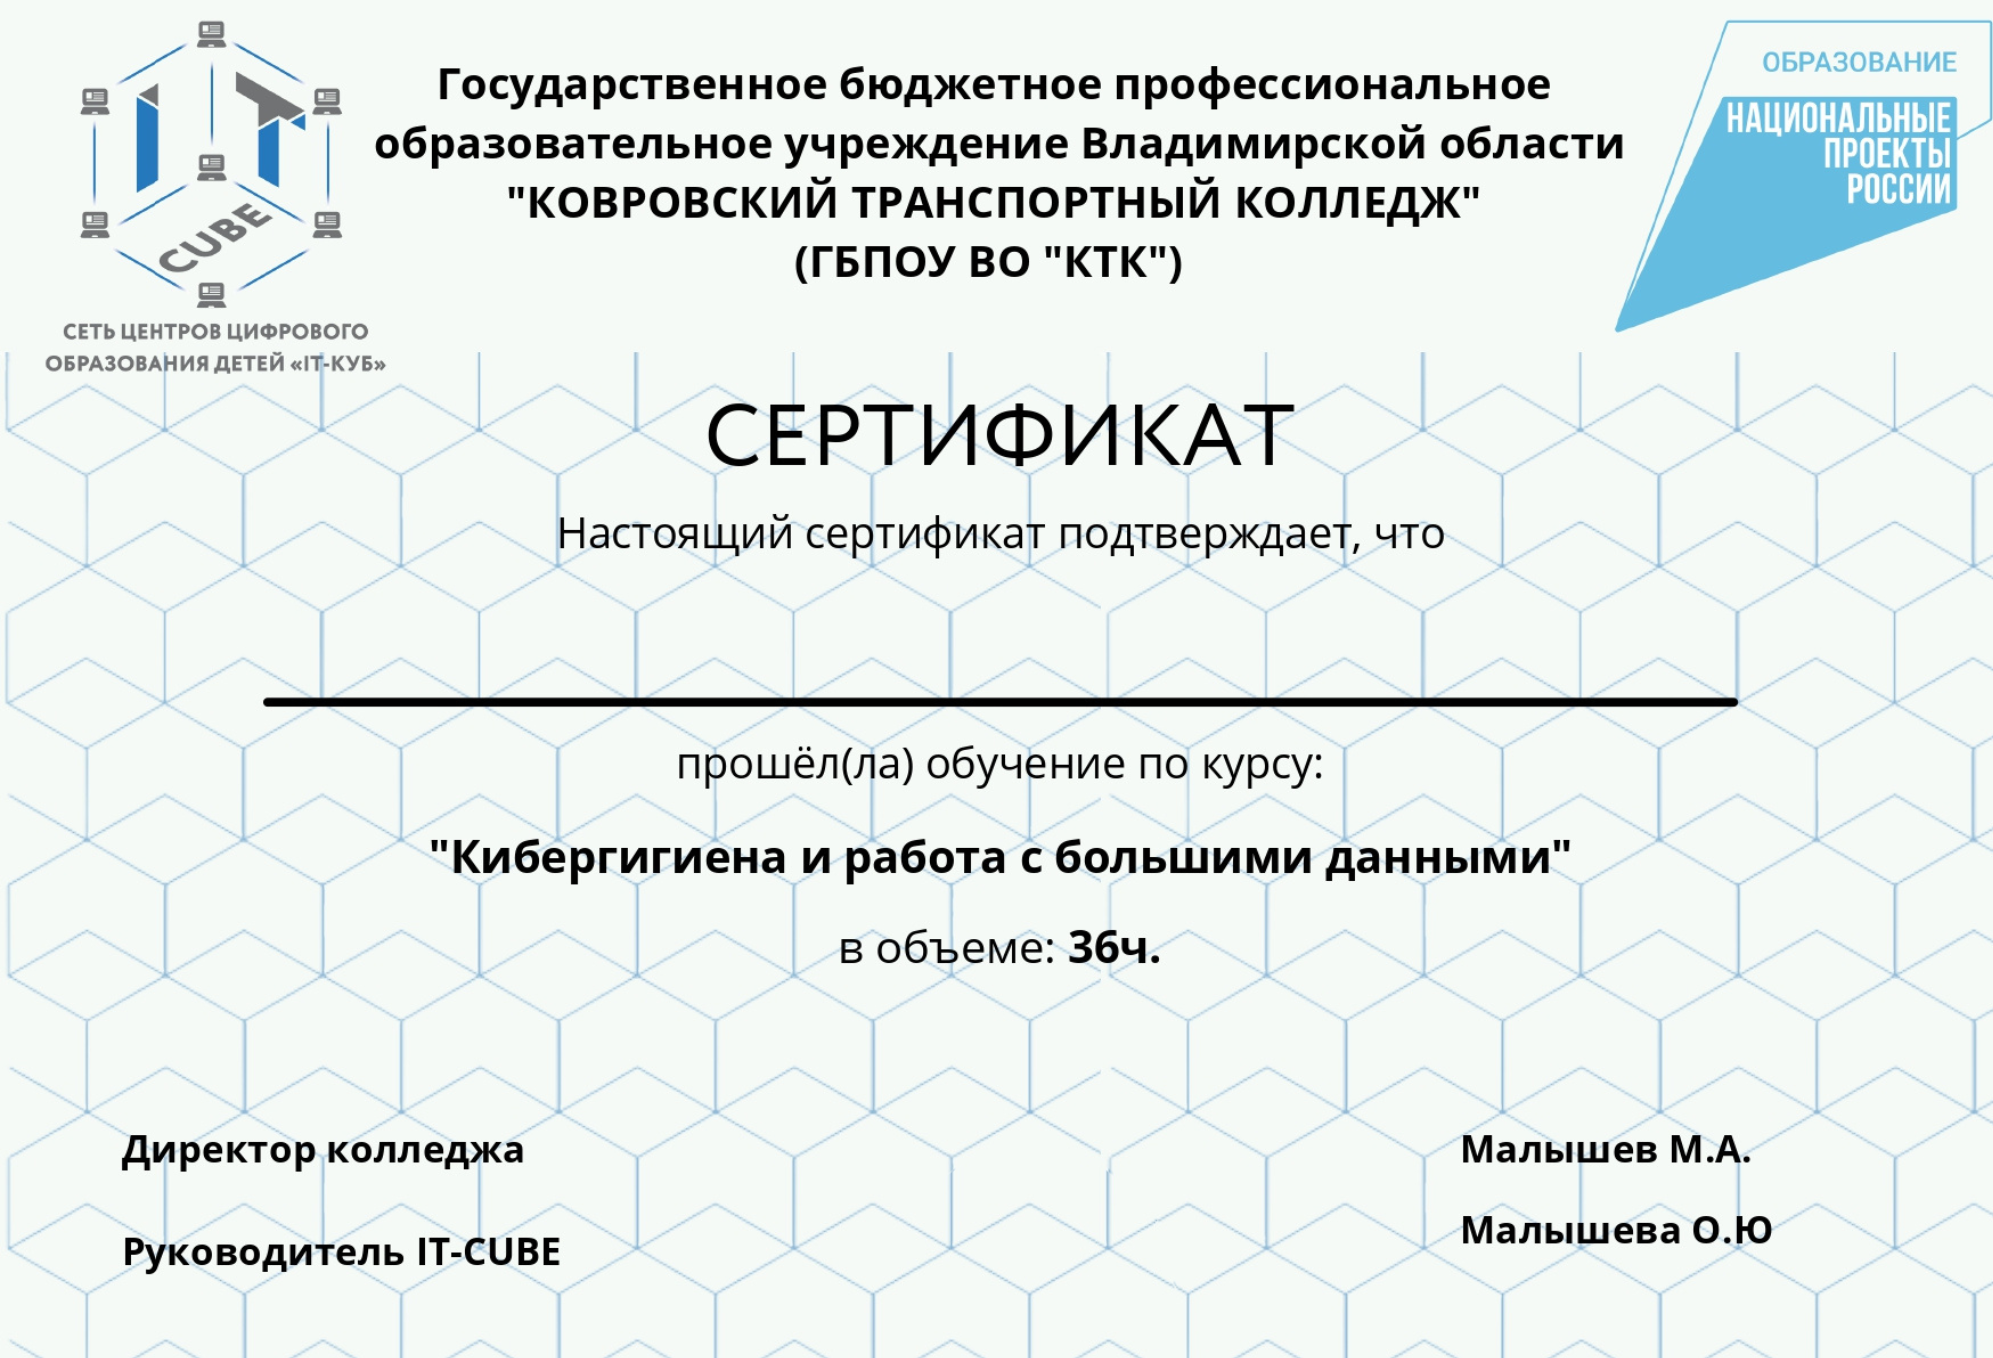 Государственное бюджетное профессиональное
образовательное учреждение Владимирской области
"КОВРОВСКИЙ ТРАНСПОРТНЫЙ КОЛЛЕДЖ"
(ГБПОУ ВО "КТК")
IT
CUBE
СЕТЬ ЦЕНТРОВ ЦИФРОВОГО
ОБРАЗОВАНИЯ ДЕТЕЙ «IT-КУБ»
ОБРАЗОВАНИЕ
НАЦИОНАЛЬНЫЕ
ПРОЕКТЫ
РОССИИ
СЕРТИФИКАТ
Настоящий сертификат подтверждает, что
прошёл(ла) обучение по курсу:
"Кибергигиена и работа с большими данными"
в объеме: 36ч.
Директор колледжа
Малышев М.А.
Руководитель IT-CUBE
Малышева О.Ю